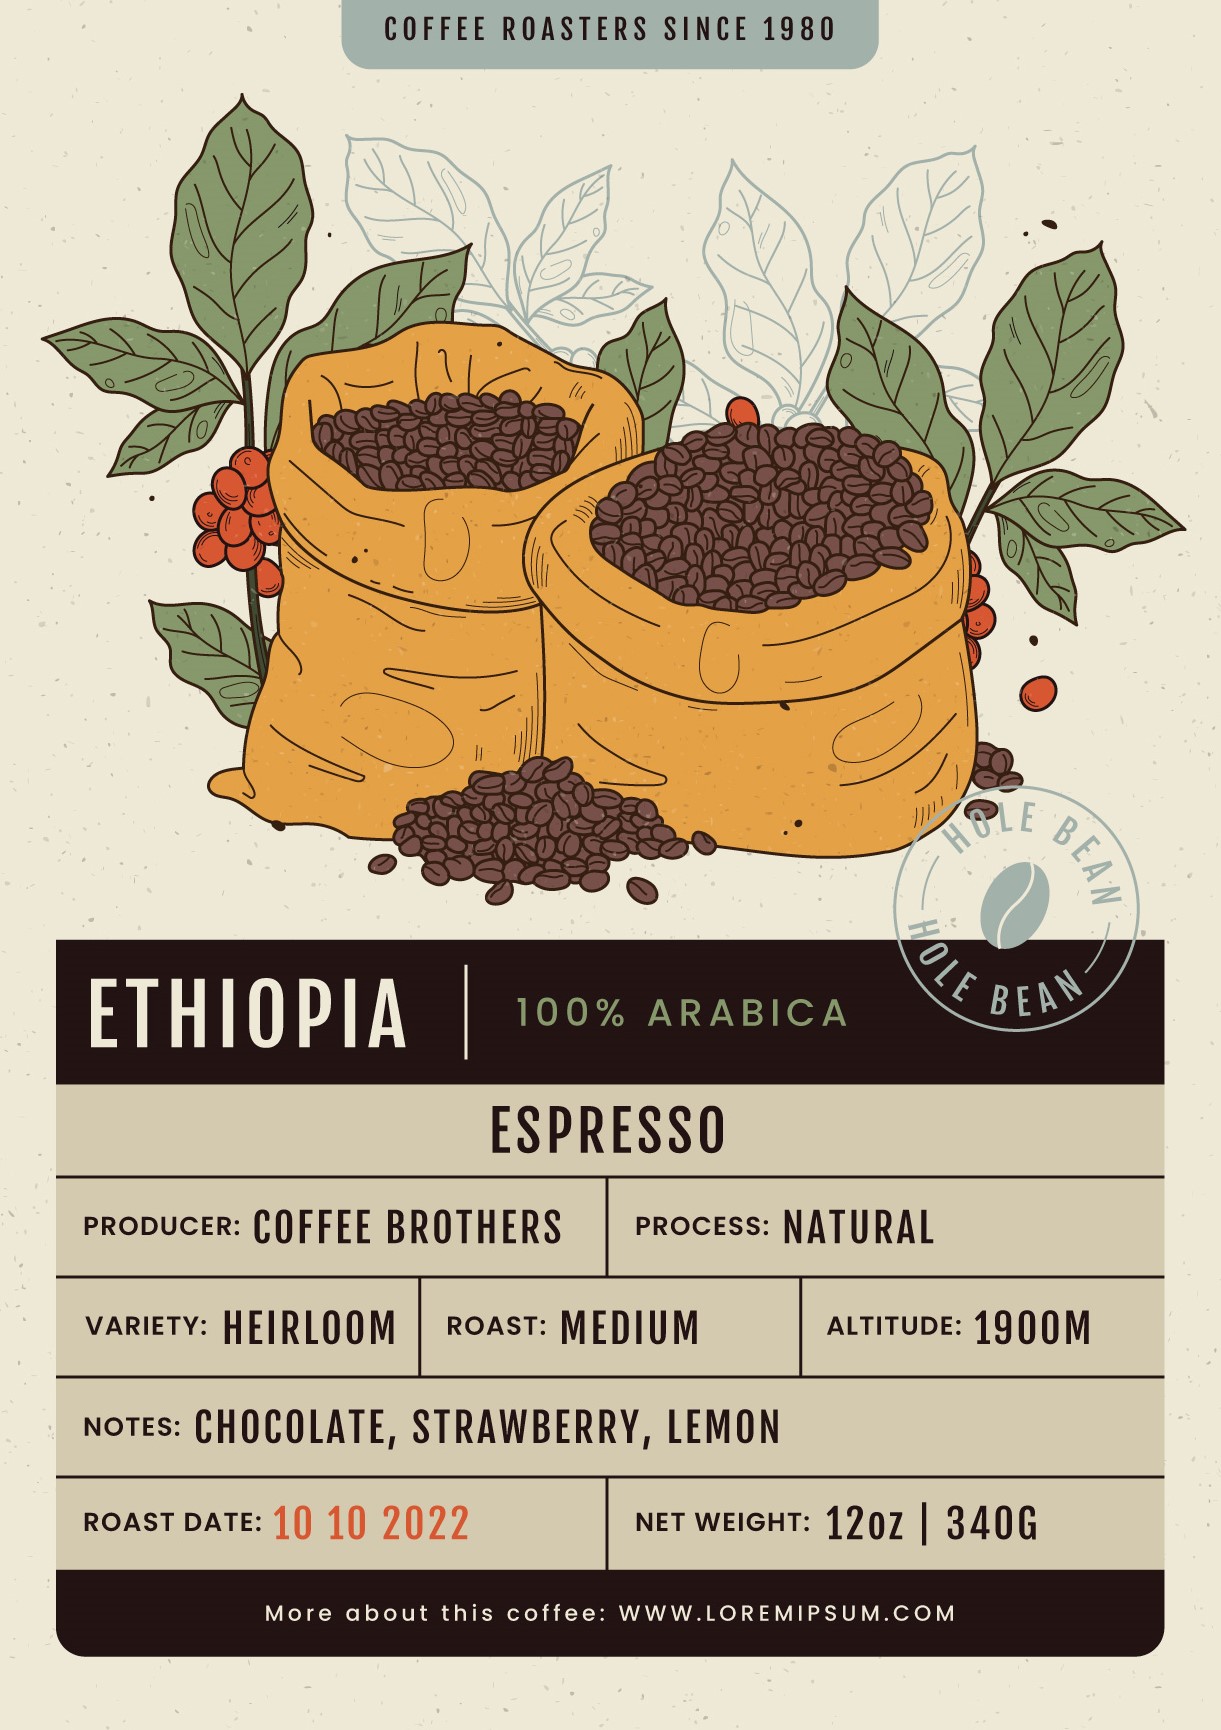 COFFEE ROASTERS SINCE 1980
HOLE BEAN
HOLE BEAN
ETHIOPIA
100% ARABICA
ESPRESSO
PRODUCER: COFFEE BROTHERS
PROCESS: NATURAL
VARIETY: HEIRLOOM
ROAST: MEDIUM
ALTITUDE: 1900M
NOTES: CHOCOLATE, STRAWBERRY, LEMON
ROAST DATE: 10 10 2022
NET WEIGHT: 12oz | 340G
More about this coffee: WWW.LOREMIPSUM.COM